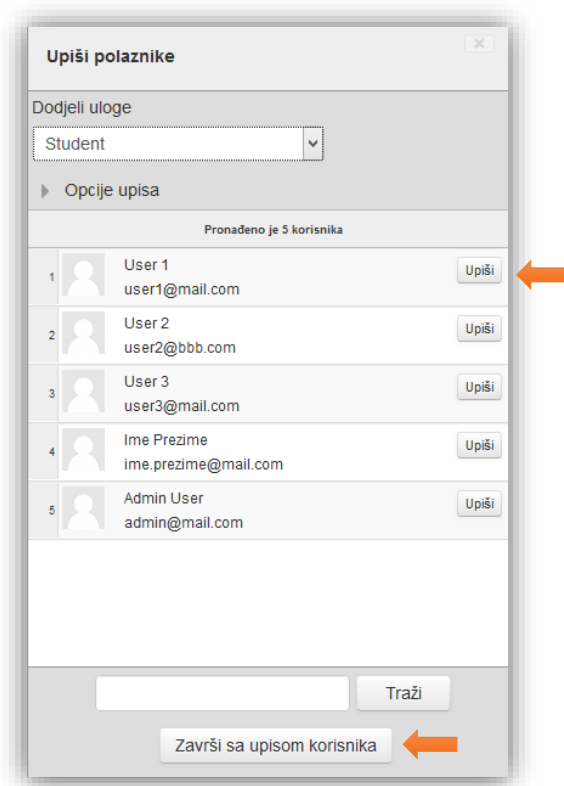 Upiši polaznike
Dodjeli uloge
Student
Opcije upisa
Pronađeno je 5 korisnika
1
User 1
user1@mail.com
Upiši
2
User 2
user2@bbb.com
Upiši
3
User 3
user3@mail.com
Upiši
4
Ime Prezime
ime.prezime@mail.com
Upiši
5
Admin User
admin@mail.com
Upiši
Traži
Završi sa upisom korisnika